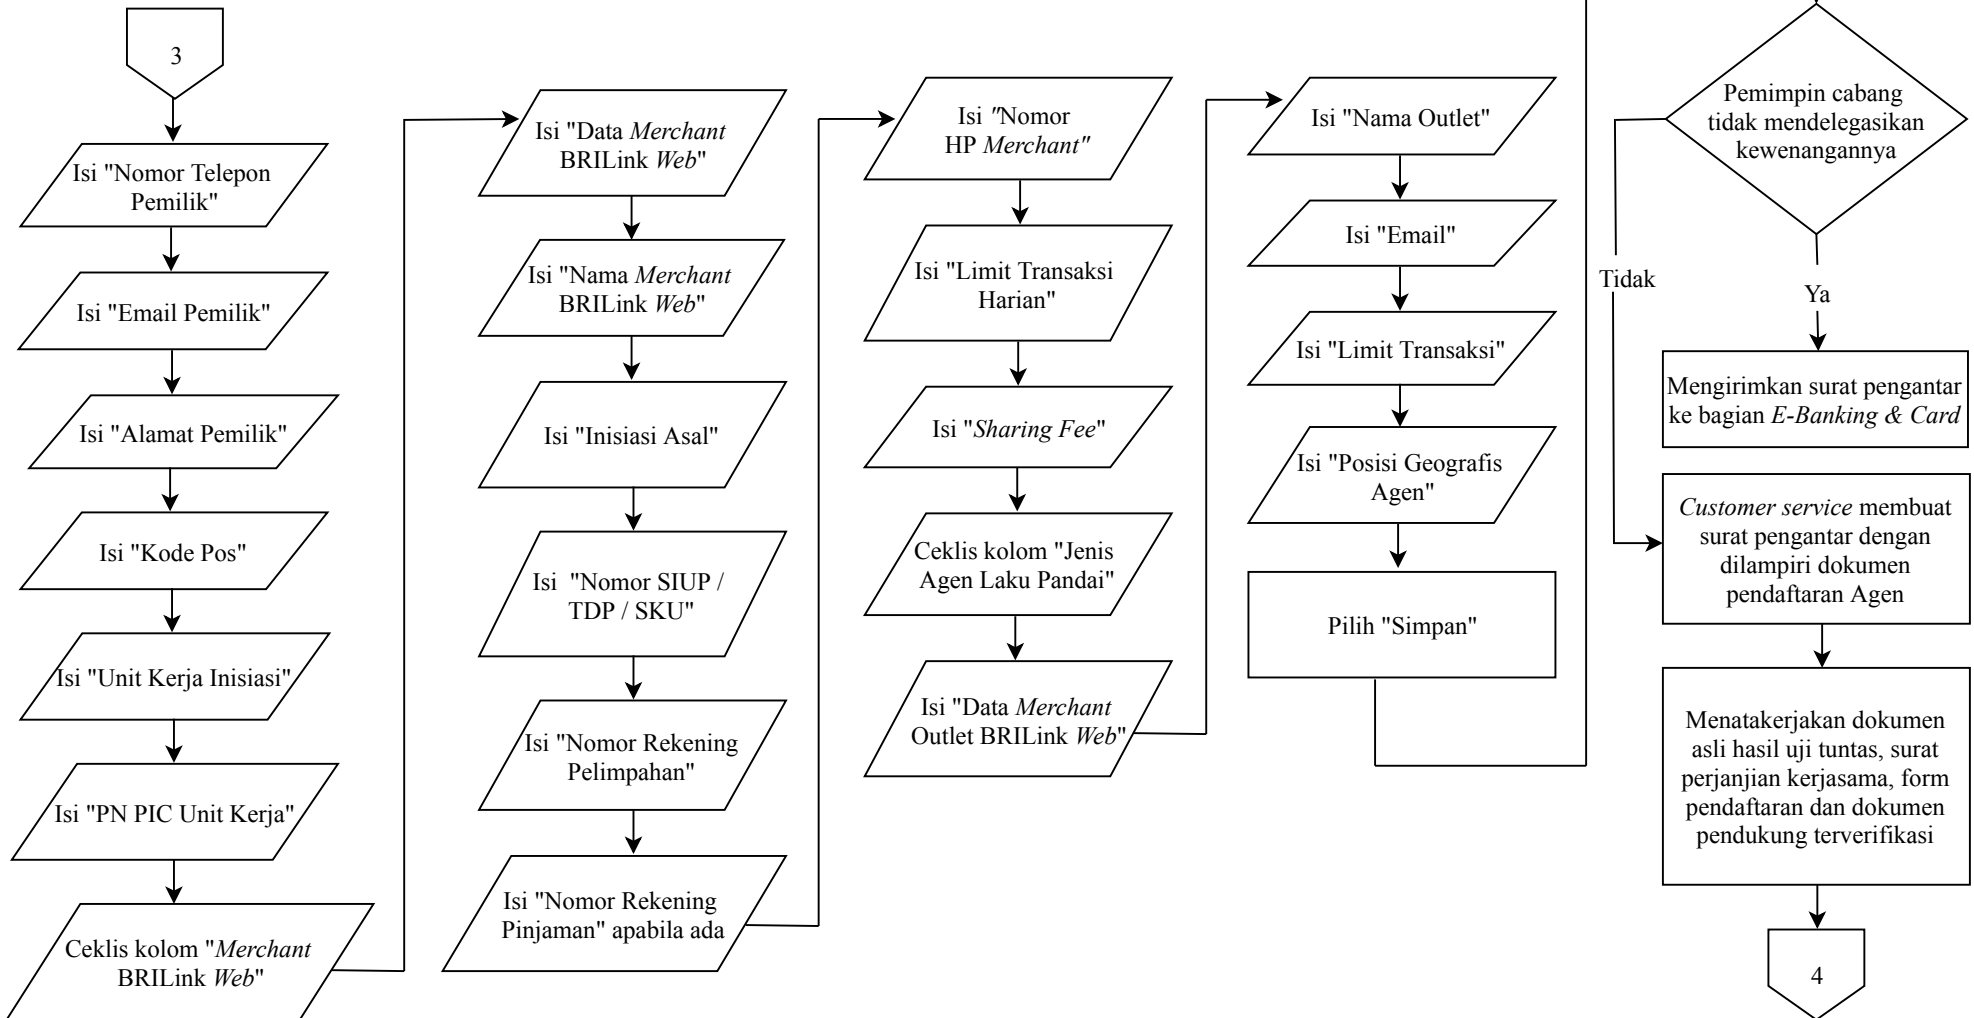 3
Isi "Nomor Telepon
Pemilik"
Isi "Email Pemilik"
Isi "Alamat Pemilik"
Isi "Kode Pos"
Isi "Unit Kerja Inisiasi"
Isi "PN PIC Unit Kerja"
Ceklis kolom "Merchant
BRILink Web"
Isi "Data Merchant
BRILink Web"
Isi "Nama Merchant
BRILink Web"
Isi "Inisiasi Asal"
Isi "Nomor SIUP /
TDP / SKU"
Isi "Nomor Rekening
Pelimpahan"
Isi "Nomor Rekening
Pinjaman" apabila ada
Isi "Nomor
HP Merchant"
Isi "Limit Transaksi
Harian"
Isi "Sharing Fee"
Ceklis kolom "Jenis
Agen Laku Pandai"
Isi "Data Merchant
Outlet BRILink Web"
Isi "Nama Outlet"
Isi "Email"
Isi "Limit Transaksi"
Isi "Posisi Geografis
Agen"
Pilih "Simpan"
Pemimpin cabang
tidak mendelegasikan
kewenangannya
Tidak
Ya
Mengirimkan surat pengantar
ke bagian E-Banking & Card
Customer service membuat
surat pengantar dengan
dilampiri dokumen
pendaftaran Agen
Menatakerjakan dokumen
asli hasil uji tuntas, surat
perjanjian kerjasama, form
pendaftaran dan dokumen
pendukung terverifikasi
4